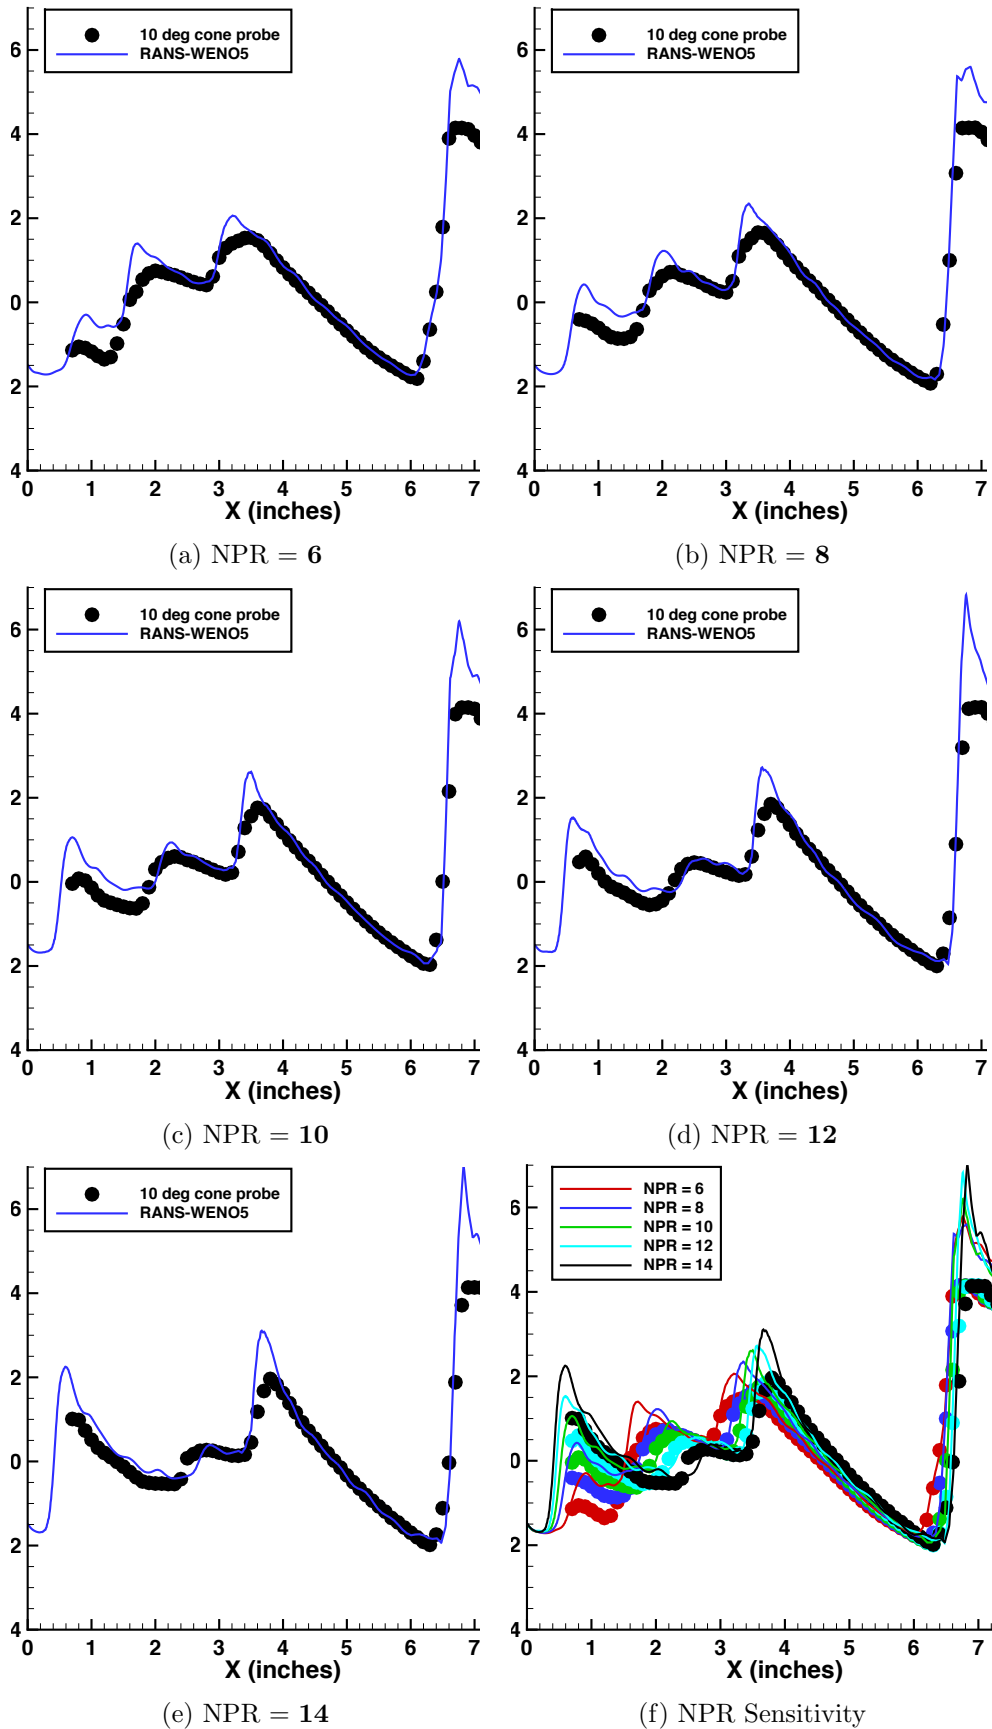 10 deg cone probe
RANS-WENO5
6
4
2
0
2
4
0 1 2 3 4 5 6 7
X (inches)
(a) NPR = 6
10 deg cone probe
RANS-WENO5
6
4
2
0
2
4
0 1 2 3 4 5 6 7
X (inches)
(b) NPR = 8
10 deg cone probe
RANS-WENO5
6
4
2
0
2
4
0 1 2 3 4 5 6 7
X (inches)
(c) NPR = 10
10 deg cone probe
RANS-WENO5
6
4
2
0
2
4
0 1 2 3 4 5 6 7
X (inches)
(d) NPR = 12
10 deg cone probe
RANS-WENO5
6
4
2
0
2
4
0 1 2 3 4 5 6 7
X (inches)
(e) NPR = 14
NPR = 6
NPR = 8
NPR = 10
NPR = 12
NPR = 14
6
4
2
0
2
4
0 1 2 3 4 5 6 7
X (inches)
(f) NPR Sensitivity